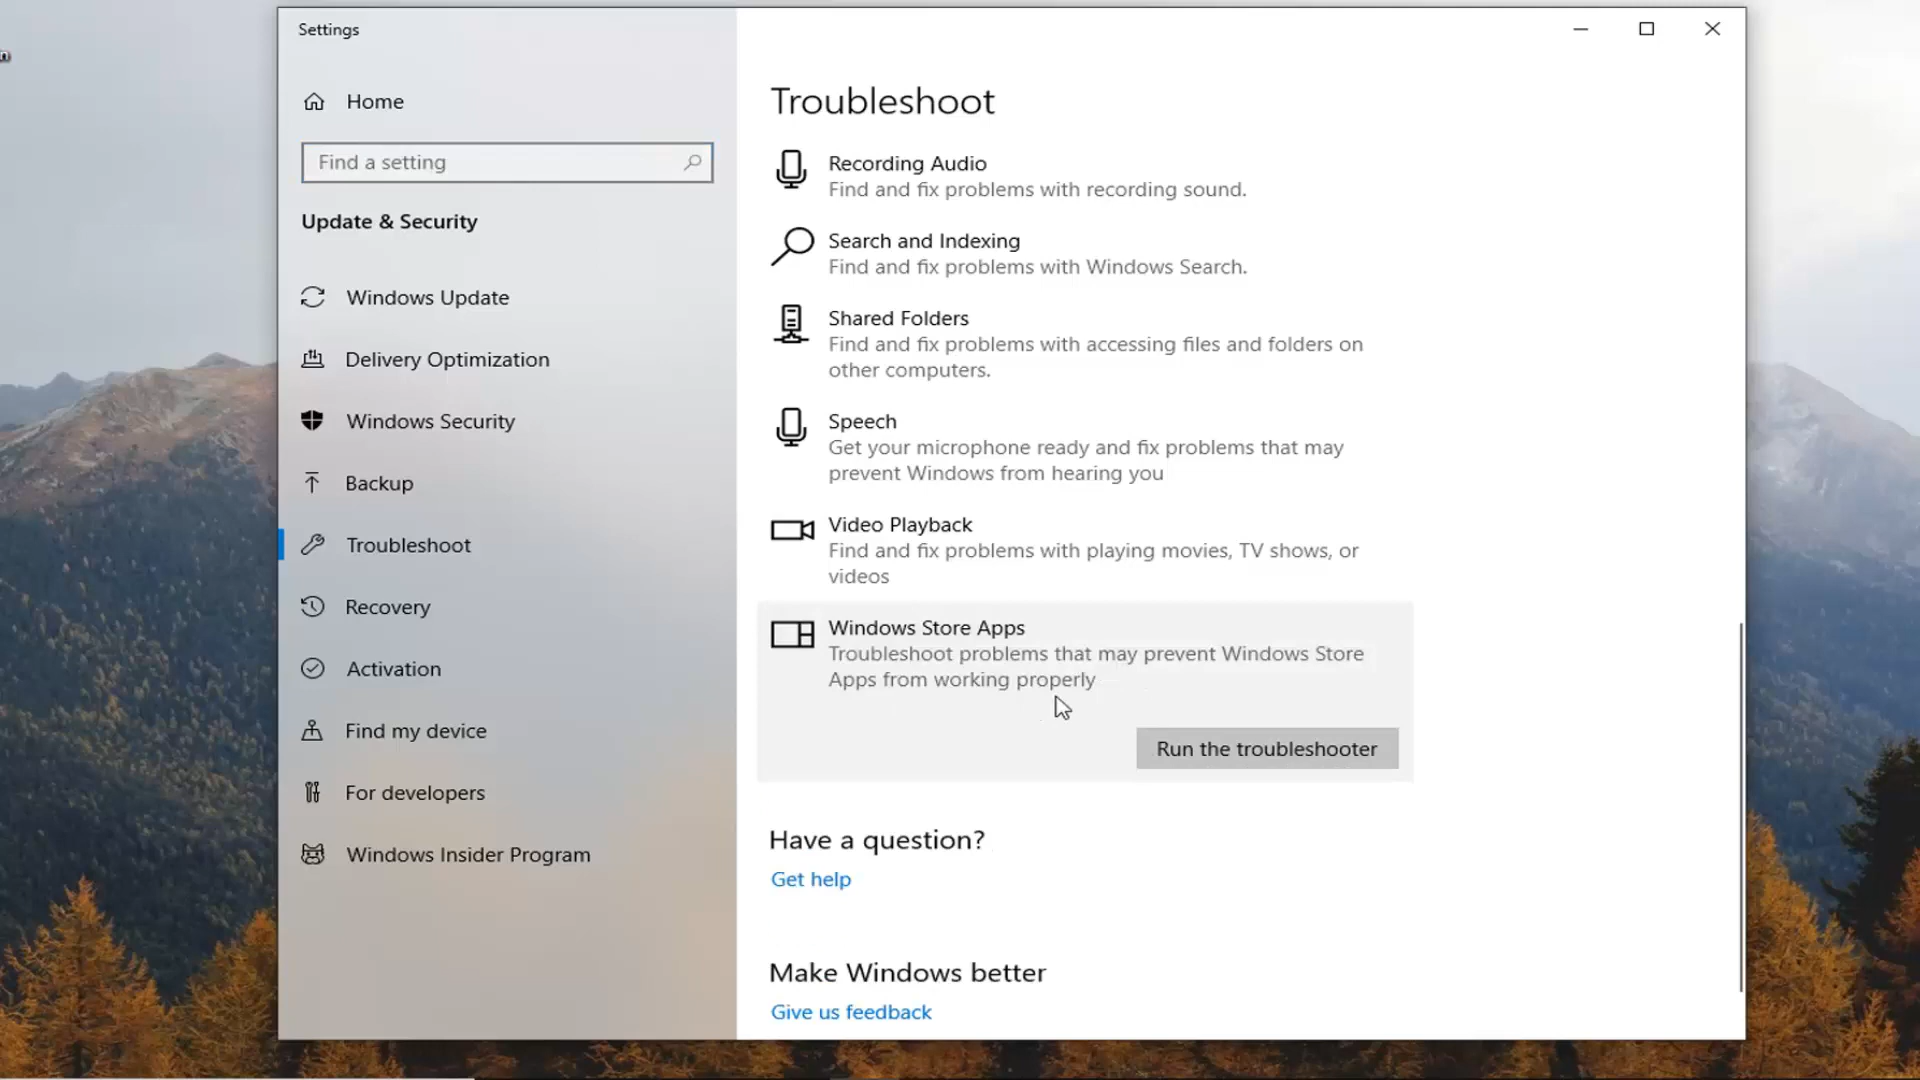 Settings
Home
Find a setting
Update & Security
Windows Update
Delivery Optimization
Windows Security
Backup
Troubleshoot
Recovery
Activation
Find my device
For developers
Windows Insider Program
Troubleshoot
Recording Audio
Find and fix problems with recording sound.
Search and Indexing
Find and fix problems with Windows Search.
Shared Folders
Find and fix problems with accessing files and folders on
other computers.
Speech
Get your microphone ready and fix problems that may
prevent Windows from hearing you
Video Playback
Find and fix problems with playing movies, TV shows, or
videos
Windows Store Apps
Troubleshoot problems that may prevent Windows Store
Apps from working properly
Run the troubleshooter
Have a question?
Get help
Make Windows better
Give us feedback